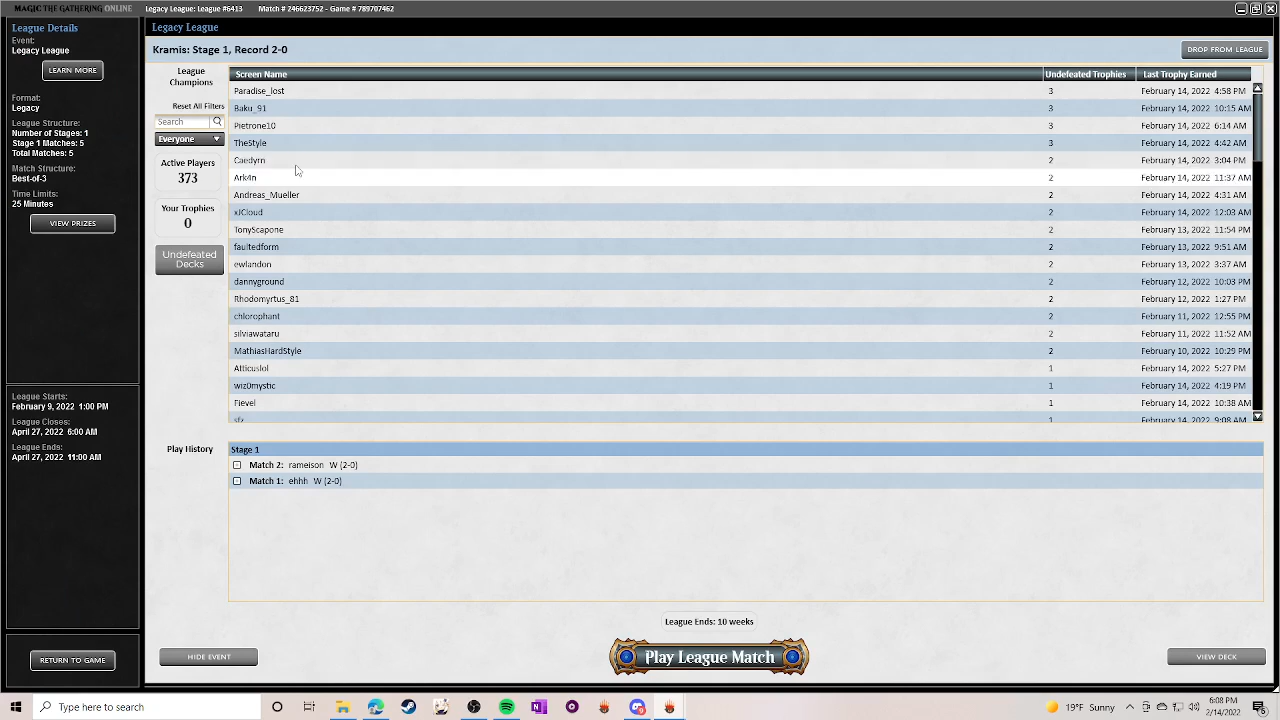 MAGIC THE GATHERING ONLINE
Legacy League: League #6413
Match # 246623752 - Game # 789707462
League Details
Event:
Legacy League
LEARN MORE
Format:
Legacy
League Structure:
Number of Stages: 1
Stage 1 Matches: 5
Total Matches: 5
Match Structure:
Best-of-3
Time Limits:
25 Minutes
VIEW PRIZES
League Starts:
February 9, 2022 1:00 PM
League Closes:
April 27, 2022 6:00 AM
League Ends:
April 27, 2022 11:00 AM
RETURN TO GAME
Legacy League
Kramis: Stage 1, Record 2-0
DROP FROM LEAGUE
League
Champions
Reset All Filters
Search
Everyone
Active Players
373
Your Trophies
0
Undefeated
Decks
Screen Name Undefeated Trophies Last Trophy Earned
Paradise_lost 3 February 14, 2022 4:58 PM
Baku_91 3 February 14, 2022 10:15 AM
Pietrone10 3 February 14, 2022 6:14 AM
TheStyle 3 February 14, 2022 4:42 AM
Caedyrn 2 February 14, 2022 3:04 PM
Ark4n 2 February 14, 2022 11:37 AM
Andreas_Mueller 2 February 14, 2022 4:31 AM
xJCloud 2 February 14, 2022 12:03 AM
TonyScapone 2 February 13, 2022 11:54 PM
faultedform 2 February 13, 2022 9:51 AM
ewlandon 2 February 13, 2022 3:37 AM
dannyground 2 February 12, 2022 10:03 PM
Rhodomyrtus_81 2 February 12, 2022 1:27 PM
chlorophant 2 February 11, 2022 12:55 PM
silviawataru 2 February 11, 2022 11:52 AM
MathiasHardStyle 2 February 10, 2022 10:29 PM
Atticuslol 1 February 14, 2022 5:27 PM
wiz0mystic 1 February 14, 2022 4:19 PM
Fievel 1 February 14, 2022 10:38 AM
sfz 1 February 14, 2022 9:08 AM
Play History
Stage 1
Match 2: rameison W (2-0)
Match 1: ehhh W (2-0)
League Ends: 10 weeks
HIDE EVENT
Play League Match
VIEW DECK
Type here to search
19°F Sunny
6:08 PM
2/14/2022